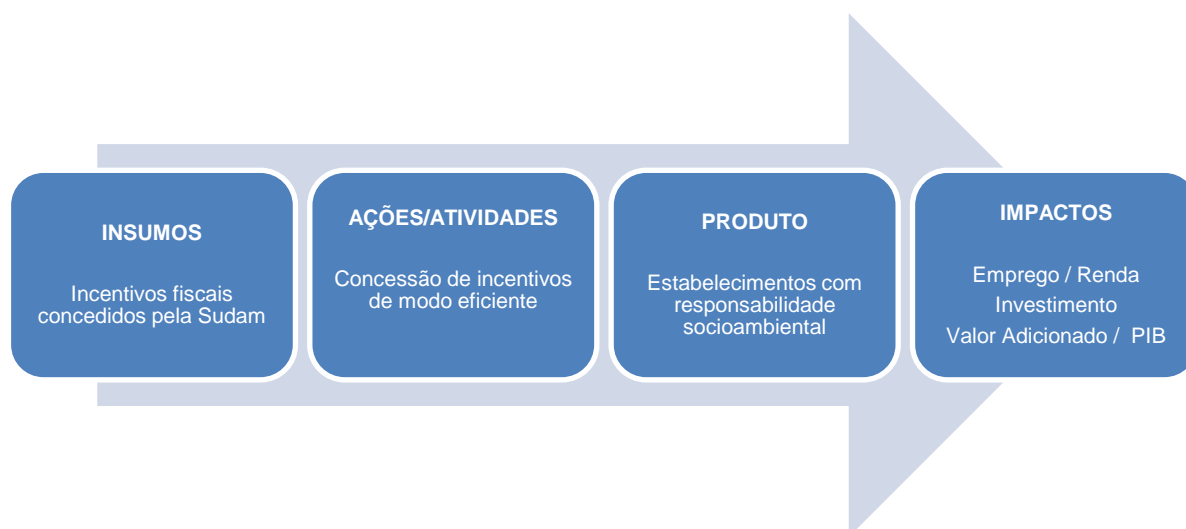 INSUMOS
Incentivos fiscais
concedidos pela Sudam
AÇÕES/ATIVIDADES
Concessão de incentivos
de modo eficiente
PRODUTO
Estabelecimentos com
responsabilidade
socioambiental
IMPACTOS
Emprego / Renda
Investimento
Valor Adicionado / PIB